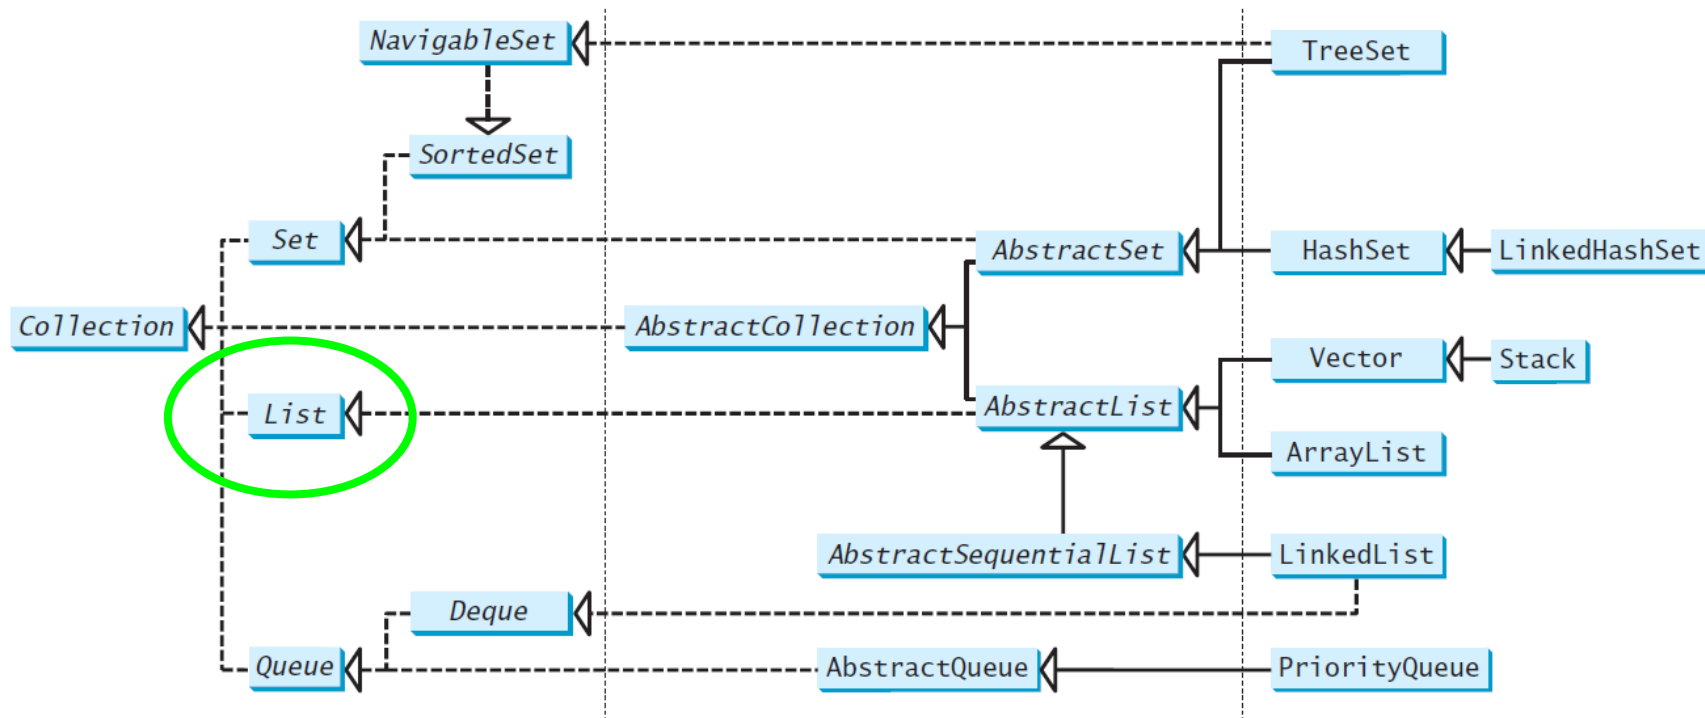 NavigableSet
TreeSet
SortedSet
Set
AbstractSet
HashSet
LinkedHashSet
Collection
AbstractCollection
Vector
Stack
List
AbstractList
ArrayList
AbstractSequentialList
LinkedList
Deque
Queue
AbstractQueue
PriorityQueue